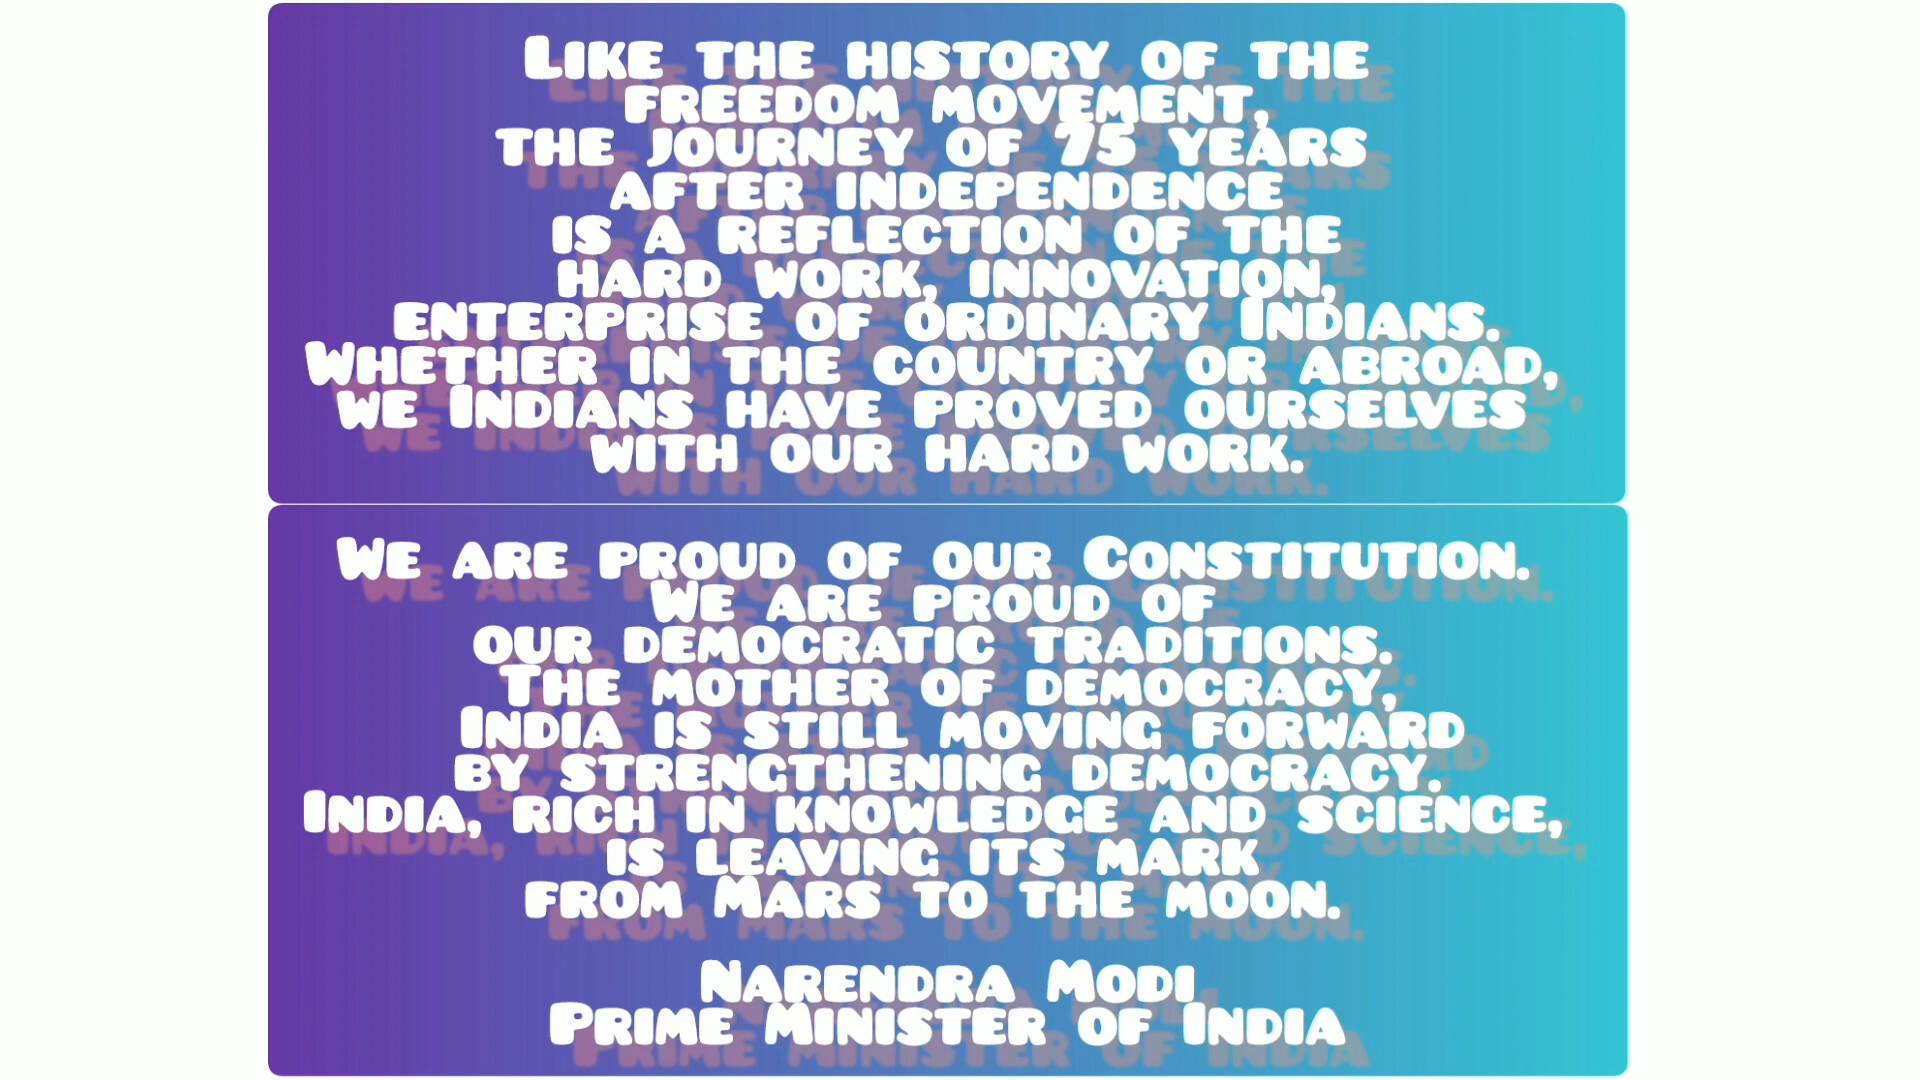 Like the history of the
freedom movement,
the journey of 75 years
after independence
is a reflection of the
hard work, innovation,
enterprise of ordinary Indians.
Whether in the country or abroad,
we Indians have proved ourselves
with our hard work.
We are proud of our Constitution.
We are proud of
our democratic traditions.
The mother of democracy,
India is still moving forward
by strengthening democracy.
India, rich in knowledge and science,
is leaving its mark
from Mars to the moon.
Narendra Modi
Prime Minister of India